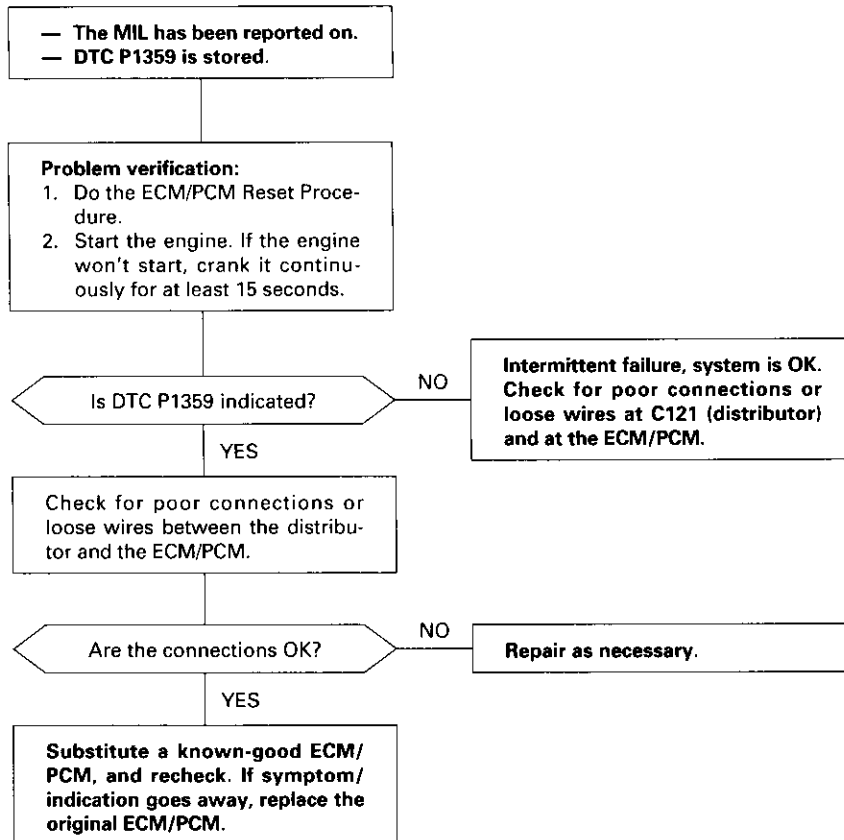 — The MIL has been reported on.
— DTC P1359 is stored.
Problem verification:
1. Do the ECM/PCM Reset Proce-
dure.
2. Start the engine. If the engine
won't start, crank it continu-
ously for at least 15 seconds.
Is DTC P1359 indicated?
NO
Intermittent failure, system is OK.
Check for poor connections or
loose wires at C121 (distributor)
and at the ECM/PCM.
YES
Check for poor connections or
loose wires between the distribu-
tor and the ECM/PCM.
Are the connections OK?
NO
Repair as necessary.
YES
Substitute a known-good ECM/
PCM, and recheck. If symptom/
indication goes away, replace the
original ECM/PCM.